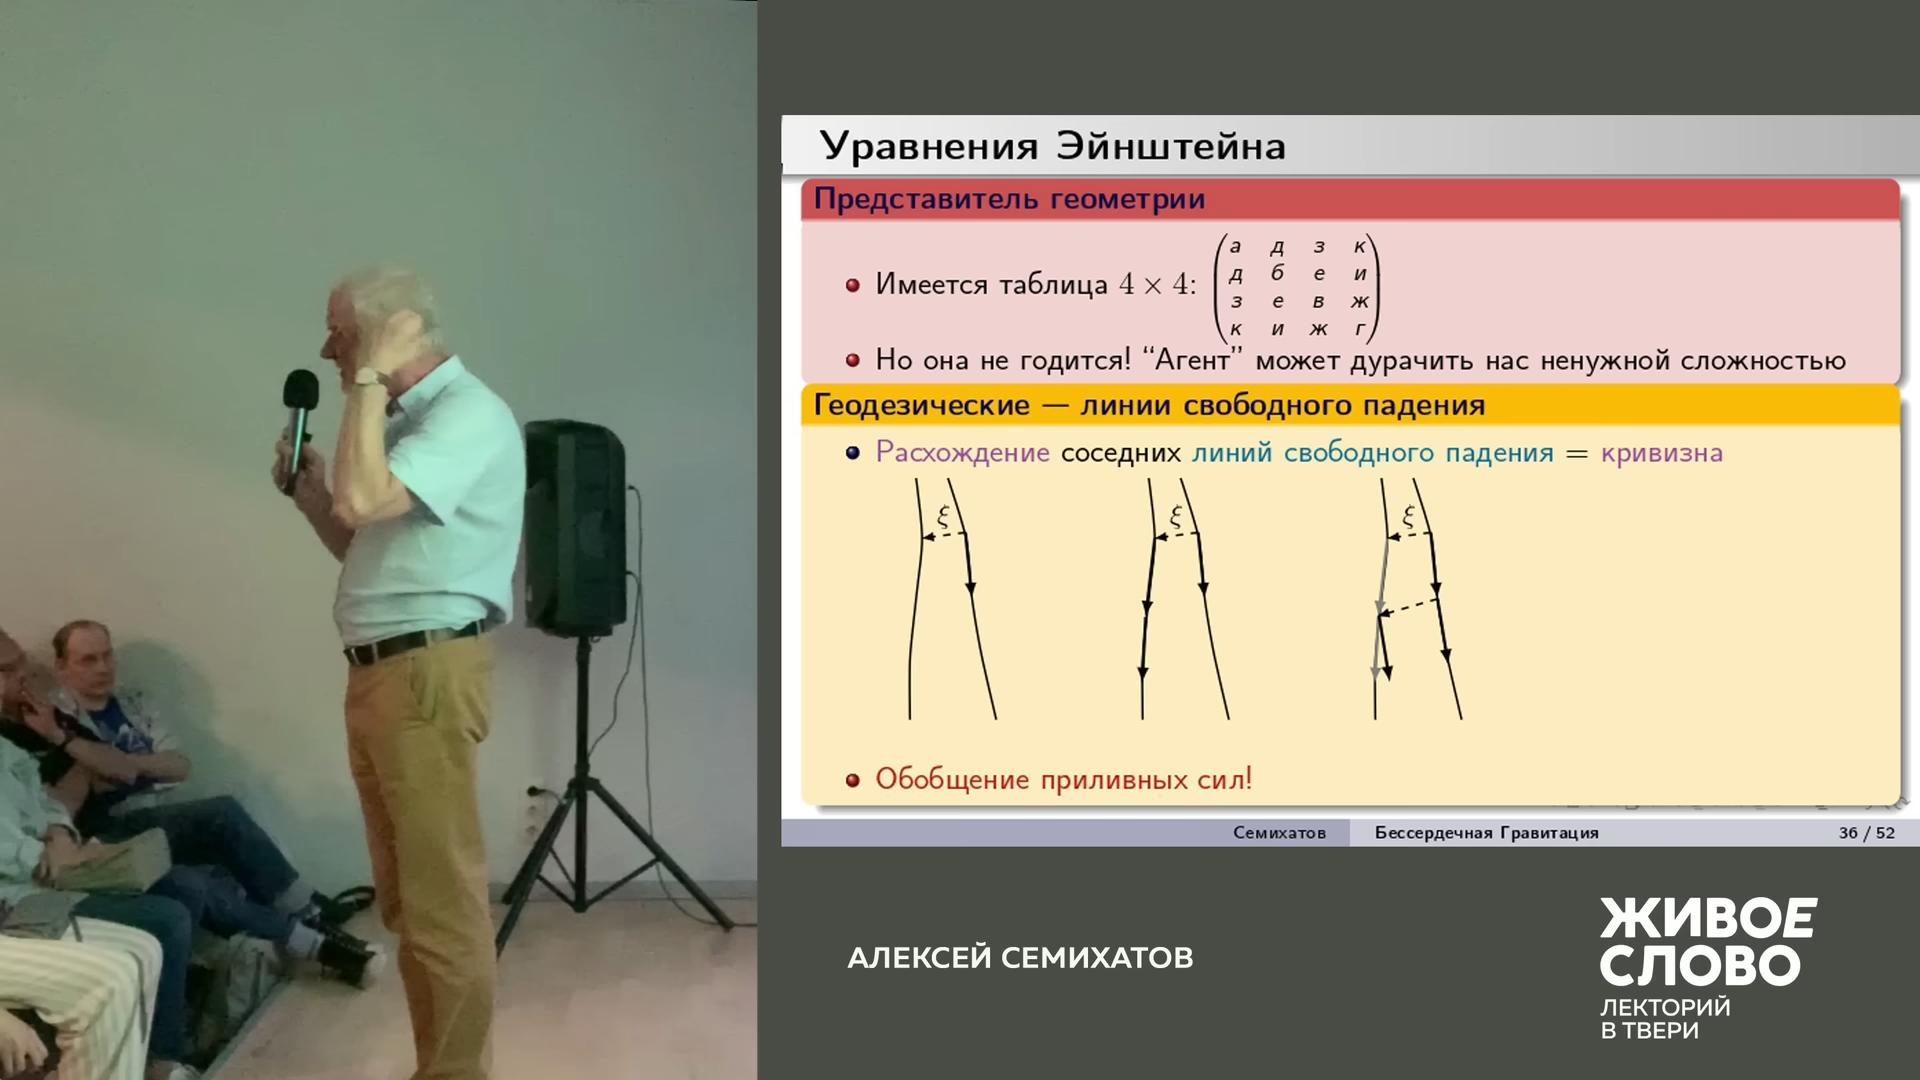 Уравнения Эйнштейна
Представитель геометрии
Имеется таблица 4 × 4:
а д з к
д б е и
з е в ж
к и ж г
Но она не годится! “Агент” может дурачить нас ненужной сложностью
Геодезические — линии свободного падения
Расхождение соседних линий свободного падения = кривизна
ξ ξ ξ
Обобщение приливных сил!
Семихатов Бессердечная Гравитация 36 / 52
АЛЕКСЕЙ СЕМИХАТОВ
ЖИВОЕ
СЛОВО
ЛЕКТОРИЙ
В ТВЕРИ